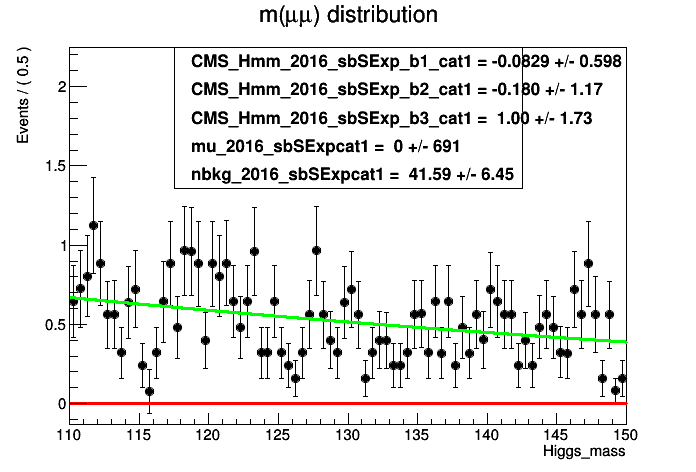 m(μμ) distribution
Events / ( 0.5 )
CMS_Hmm_2016_sbSExp_b1_cat1 = -0.0829 +/- 0.598
CMS_Hmm_2016_sbSExp_b2_cat1 = -0.180 +/- 1.17
CMS_Hmm_2016_sbSExp_b3_cat1 =  1.00 +/- 1.73
mu_2016_sbSExpcat1 =  0 +/- 691
nbkg_2016_sbSExpcat1 =  41.59 +/- 6.45
2
1.5
1
0.5
0
110 115 120 125 130 135 140 145 150
Higgs_mass